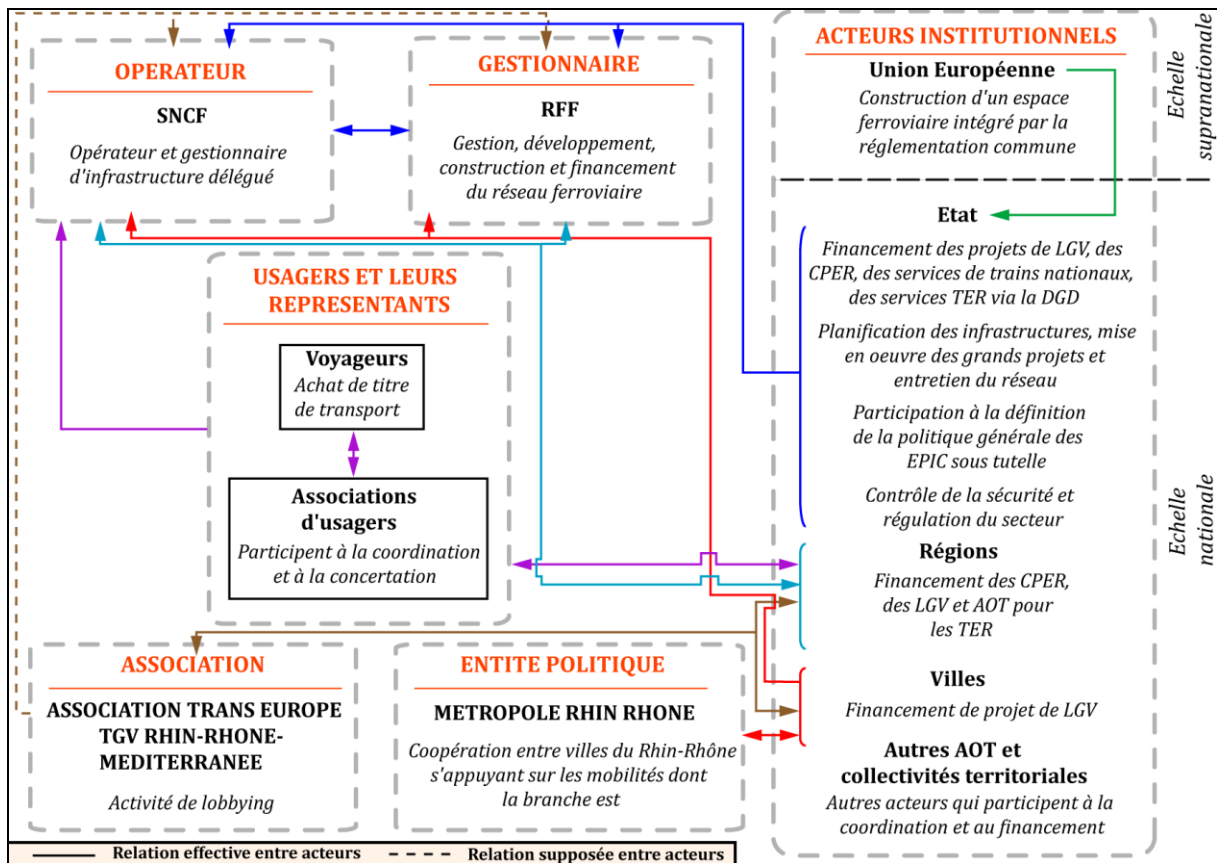 OPERATEUR
SNCF
Opérateur et gestionnaire
d'infrastructure délégué
GESTIONNAIRE
RFF
Gestion, développement,
construction et financement
du réseau ferroviaire
ACTEURS INSTITUTIONNELS
Union Européenne
Construction d'un espace
ferroviaire intégré par la
réglementation commune
Echelle
supranationale
Etat
Financement des projets de LGV, des
CPER, des services de trains nationaux,
des services TER via la DGD
Planification des infrastructures, mise
en oeuvre des grands projets et
entretien du réseau
Participation à la définition
de la politique générale des
EPIC sous tutelle
Contrôle de la sécurité et
régulation du secteur
Régions
Financement des CPER,
des LGV et AOT pour
les TER
Villes
Financement de projet de LGV
Autres AOT et
collectivités territoriales
Autres acteurs qui participent à la
coordination et au financement
Echelle
nationale
USAGERS ET LEURS
REPRESENTANTS
Voyageurs
Achat de titre
de transport
Associations
d'usagers
Participent à la coordination
et à la concertation
ASSOCIATION
ASSOCIATION TRANS EUROPE
TGV RHIN-RHONE-
MEDITERRANEE
Activité de lobbying
ENTITE POLITIQUE
METROPOLE RHIN RHONE
Coopération entre villes du Rhin-Rhône
s'appuyant sur les mobilités dont
la branche est
Relation effective entre acteurs
Relation supposée entre acteurs